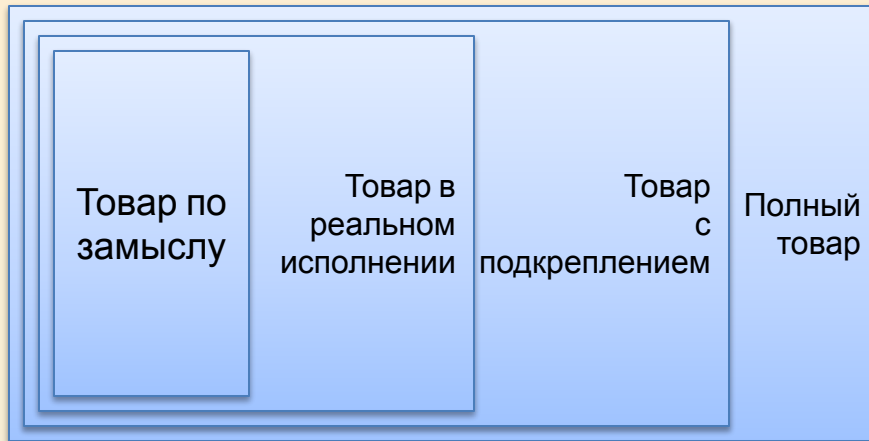 Товар по
замыслу
Товар в
реальном
исполнении
Товар
с
подкреплением
Полный
товар